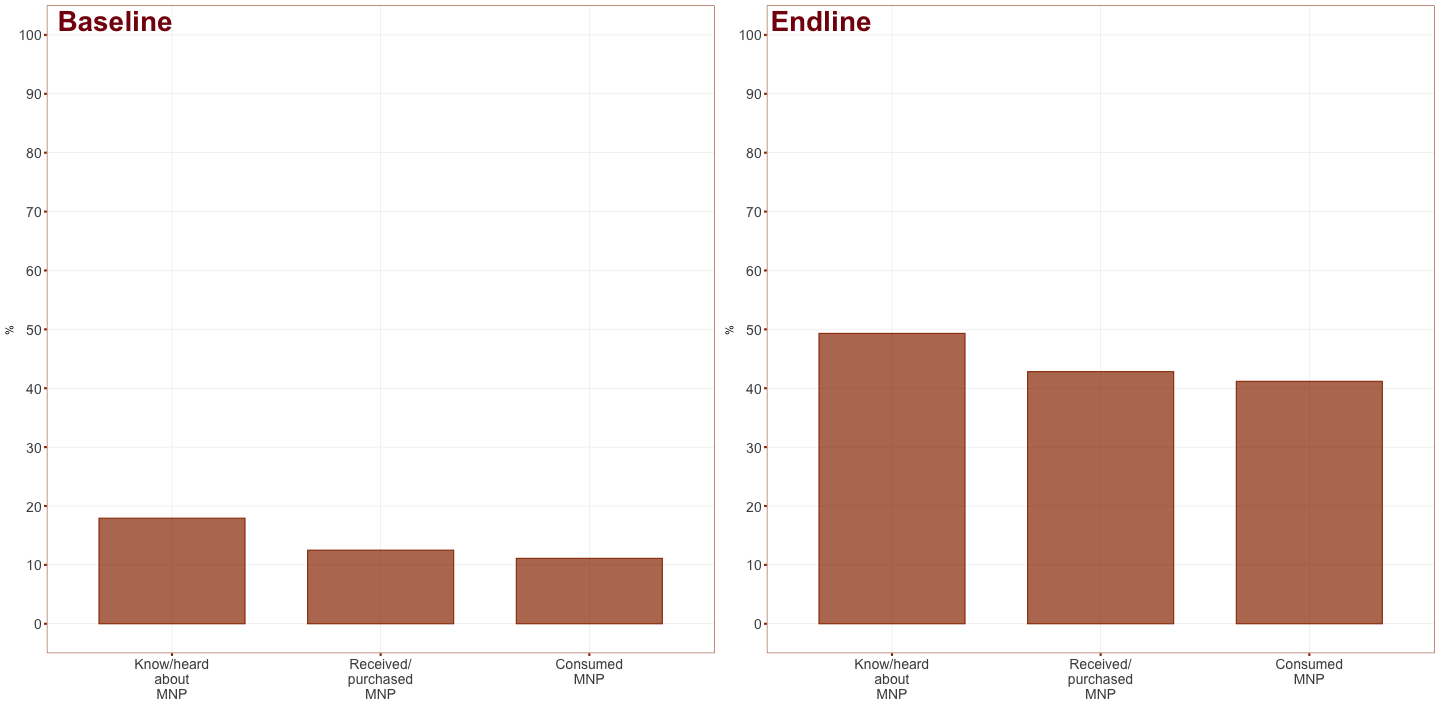 Baseline
100
90
80
70
60
50
40
30
20
10
0
%
Know/heard
about
MNP
Received/
purchased
MNP
Consumed
MNP
Endline
100
90
80
70
60
50
40
30
20
10
0
%
Know/heard
about
MNP
Received/
purchased
MNP
Consumed
MNP